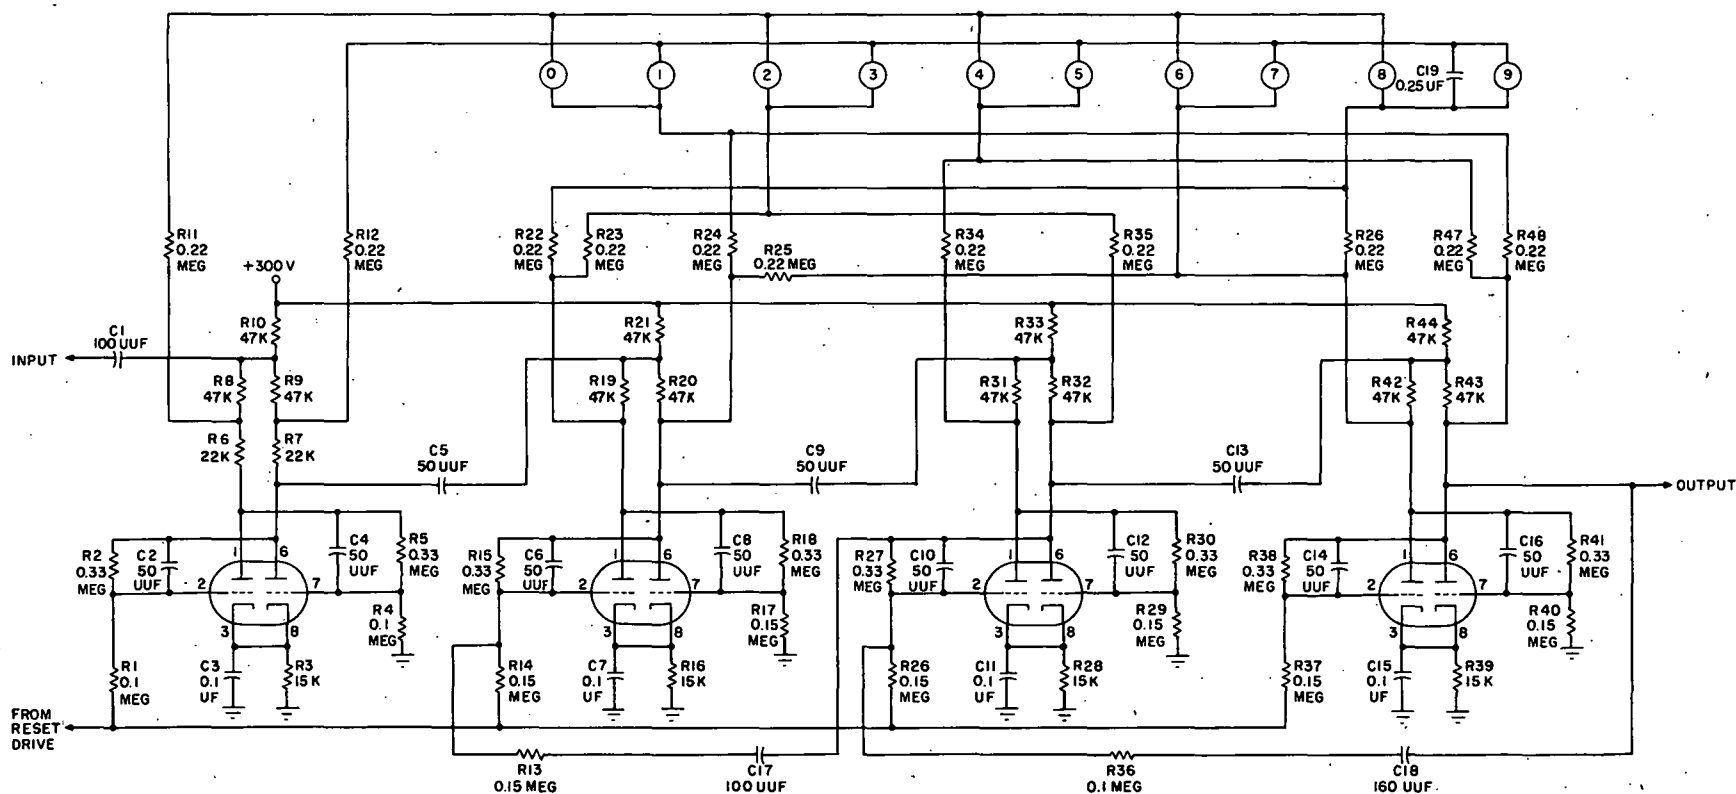 0
1
2
3
4
5
6
7
8
C19
0.25 UF
9
R11
0.22
MEG
R12
0.22
MEG
R22
0.22
MEG
R23
0.22
MEG
R24
0.22
MEG
R25
0.22 MEG
R34
0.22
MEG
R35
0.22
MEG
R26
0.22
MEG
R47
0.22
MEG
R48
0.22
MEG
+300 V
C1
100 UUF
INPUT
R10
47K
R8
47K
R9
47K
R6
22K
R7
22K
R21
47K
R19
47K
R20
47K
R33
47K
R31
47K
R32
47K
R44
47K
R42
47K
R43
47K
C5
50 UUF
C9
50 UUF
C13
50 UUF
OUTPUT
R2
0.33
MEG
C2
50
UUF
1
6
2
7
3
8
C4
50
UUF
R5
0.33
MEG
R4
0.1
MEG
R1
0.1
MEG
C3
0.1
UF
R3
15K
R15
0.33
MEG
C6
50
UUF
1
6
2
7
3
8
C8
50
UUF
R18
0.33
MEG
R17
0.15
MEG
R14
0.15
MEG
C7
0.1
UF
R16
15K
R27
0.33
MEG
C10
50
UUF
1
6
2
7
3
8
C12
50
UUF
R30
0.33
MEG
R29
0.15
MEG
R26
0.15
MEG
C11
0.1
UF
R28
15K
R38
0.33
MEG
C14
50
UUF
1
6
2
7
3
8
C16
50
UUF
R41
0.33
MEG
R40
0.15
MEG
R37
0.15
MEG
C15
0.1
UF
R39
15K
FROM
RESET
DRIVE
R13
0.15 MEG
C17
100 UUF
R36
0.1 MEG
C18
160 UUF